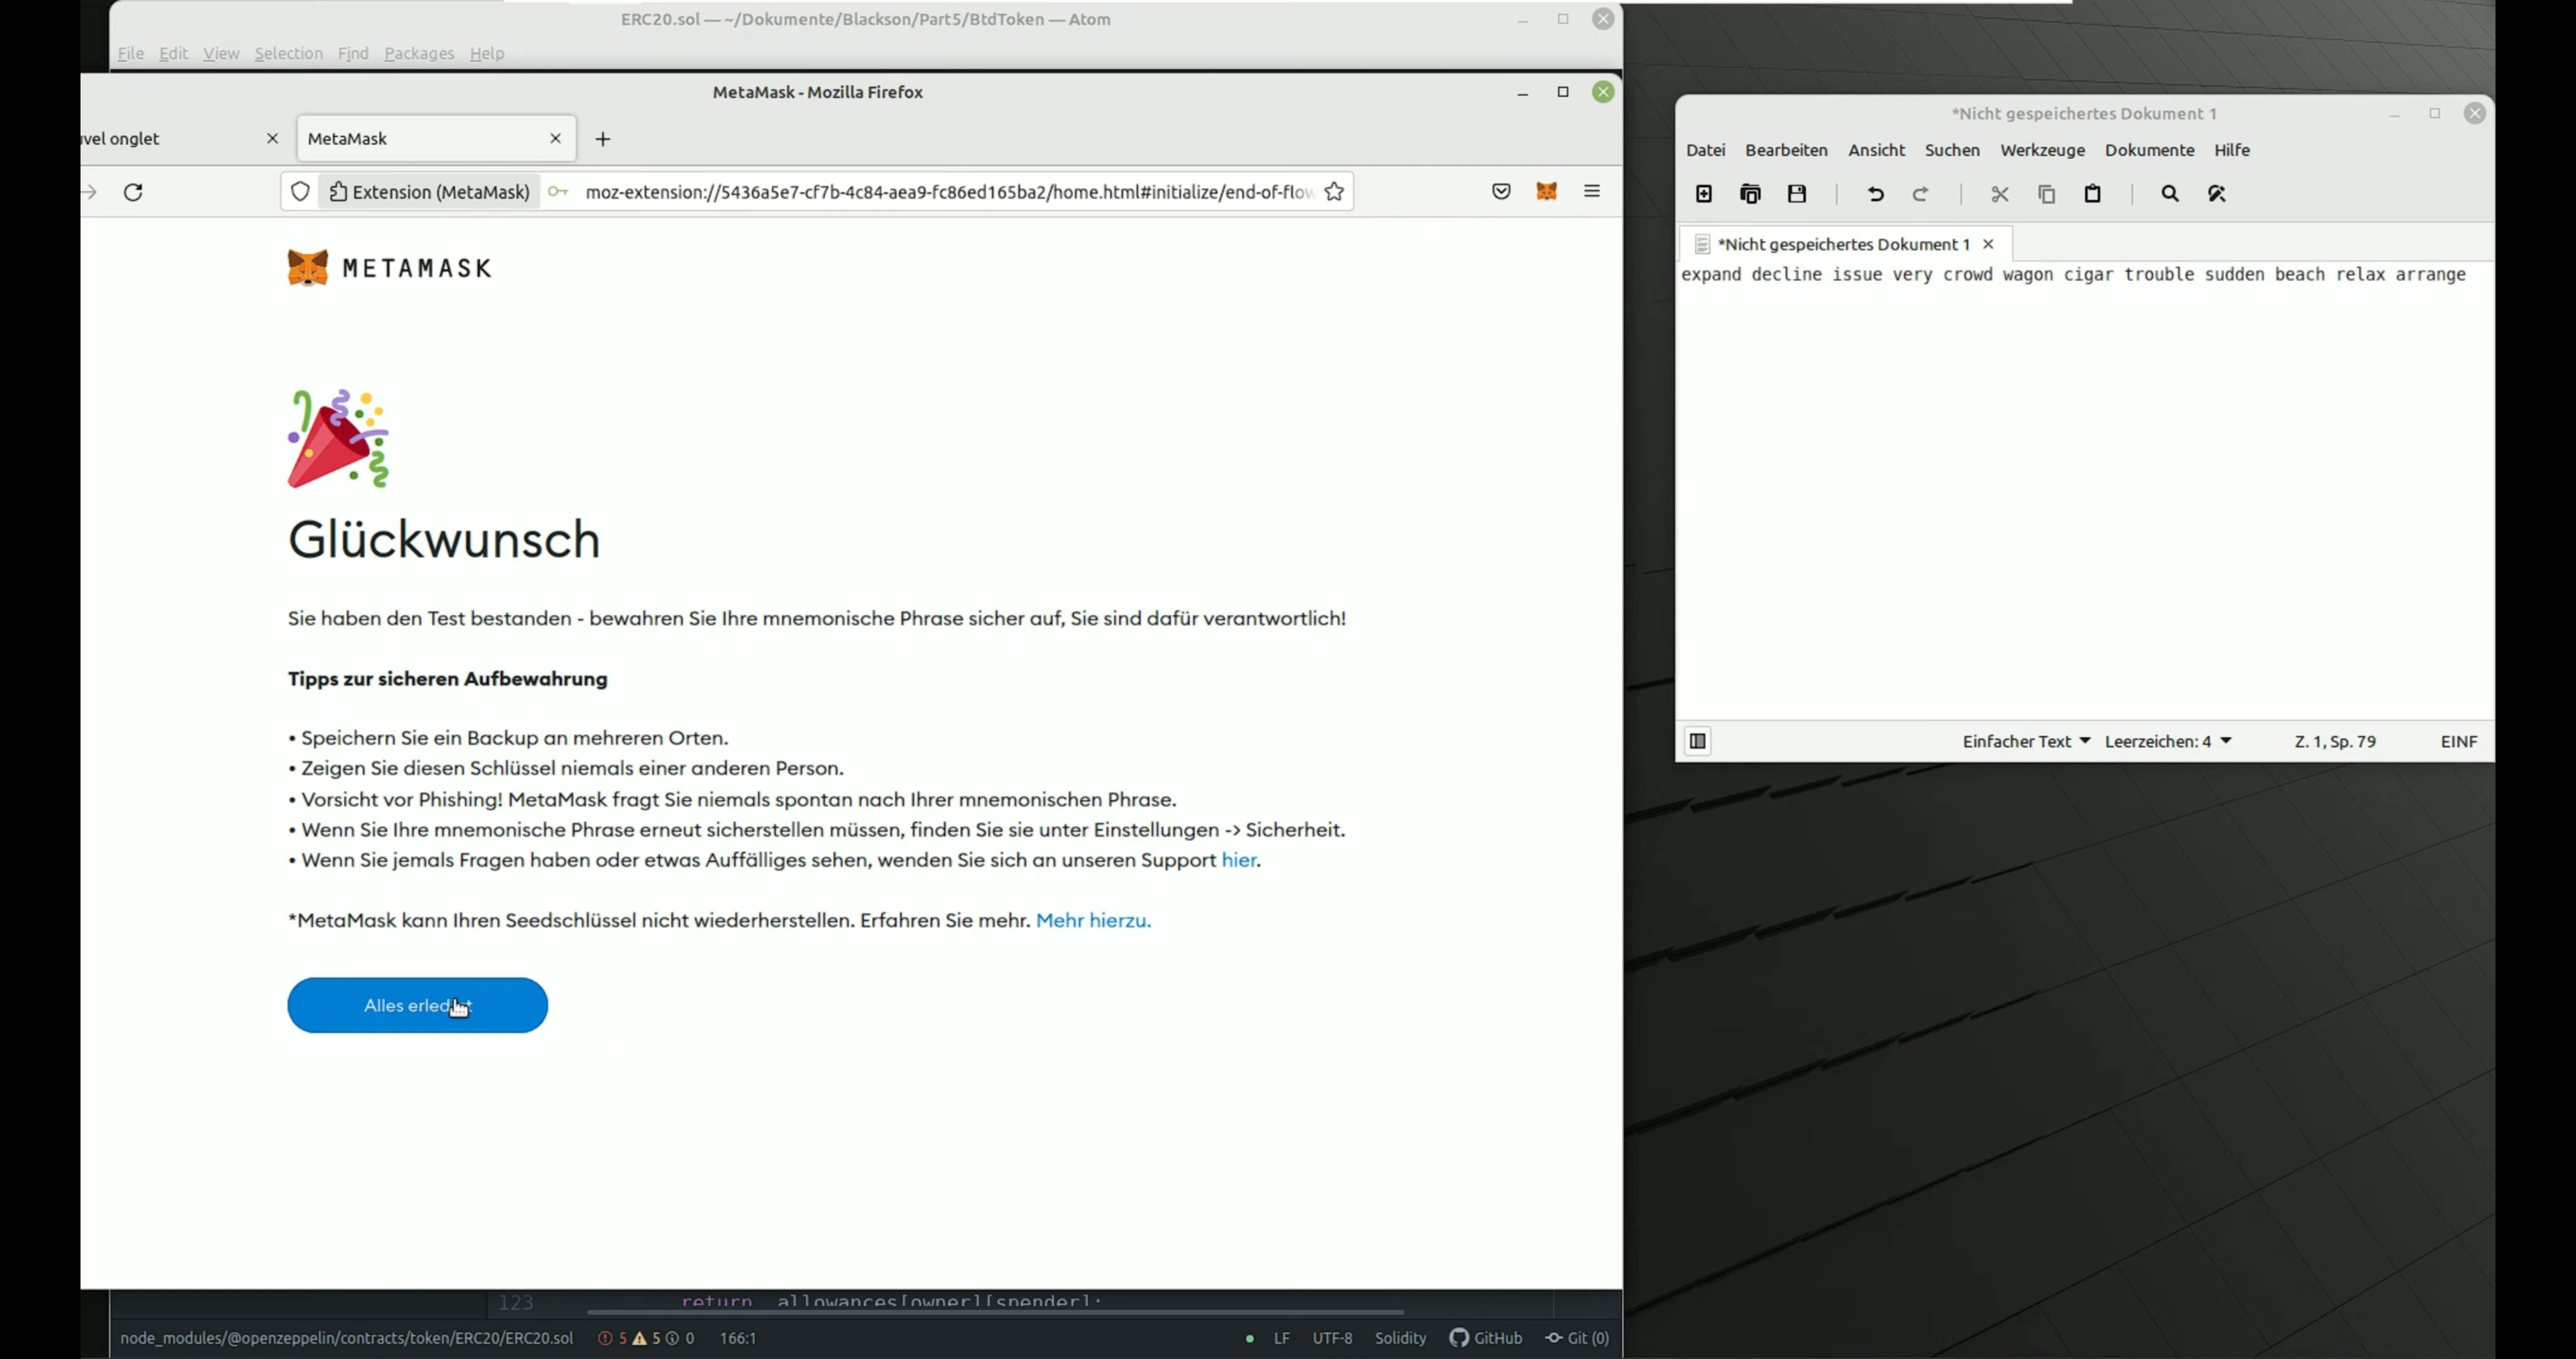 ERC20.sol — ~/Dokumente/Blackson/Part5/BtdToken — Atom
File Edit View Selection Find Packages Help
MetaMask - Mozilla Firefox
vel onglet
MetaMask
Extension (MetaMask)
moz-extension://5436a5e7-cf7b-4c84-aea9-fc86ed165ba2/home.html#initialize/end-of-flow
METAMASK
Glückwunsch
Sie haben den Test bestanden - bewahren Sie Ihre mnemonische Phrase sicher auf, Sie sind dafür verantwortlich!
Tipps zur sicheren Aufbewahrung
• Speichern Sie ein Backup an mehreren Orten.
• Zeigen Sie diesen Schlüssel niemals einer anderen Person.
• Vorsicht vor Phishing! MetaMask fragt Sie niemals spontan nach Ihrer mnemonischen Phrase.
• Wenn Sie Ihre mnemonische Phrase erneut sicherstellen müssen, finden Sie sie unter Einstellungen -> Sicherheit.
• Wenn Sie jemals Fragen haben oder etwas Auffälliges sehen, wenden Sie sich an unseren Support hier.
*MetaMask kann Ihren Seedschlüssel nicht wiederherstellen. Erfahren Sie mehr. Mehr hierzu.
Alles
123 return _allowances[owner][spender];
node_modules/@openzeppelin/contracts/token/ERC20/ERC20.sol 5 5 0 166:1
LF UTF-8 Solidity GitHub Git (0)
*Nicht gespeichertes Dokument 1
Datei Bearbeiten Ansicht Suchen Werkzeuge Dokumente Hilfe
*Nicht gespeichertes Dokument 1
expand decline issue very crowd wagon cigar trouble sudden beach relax arrange
Einfacher Text Leerzeichen: 4 Z. 1, Sp. 79 EINF